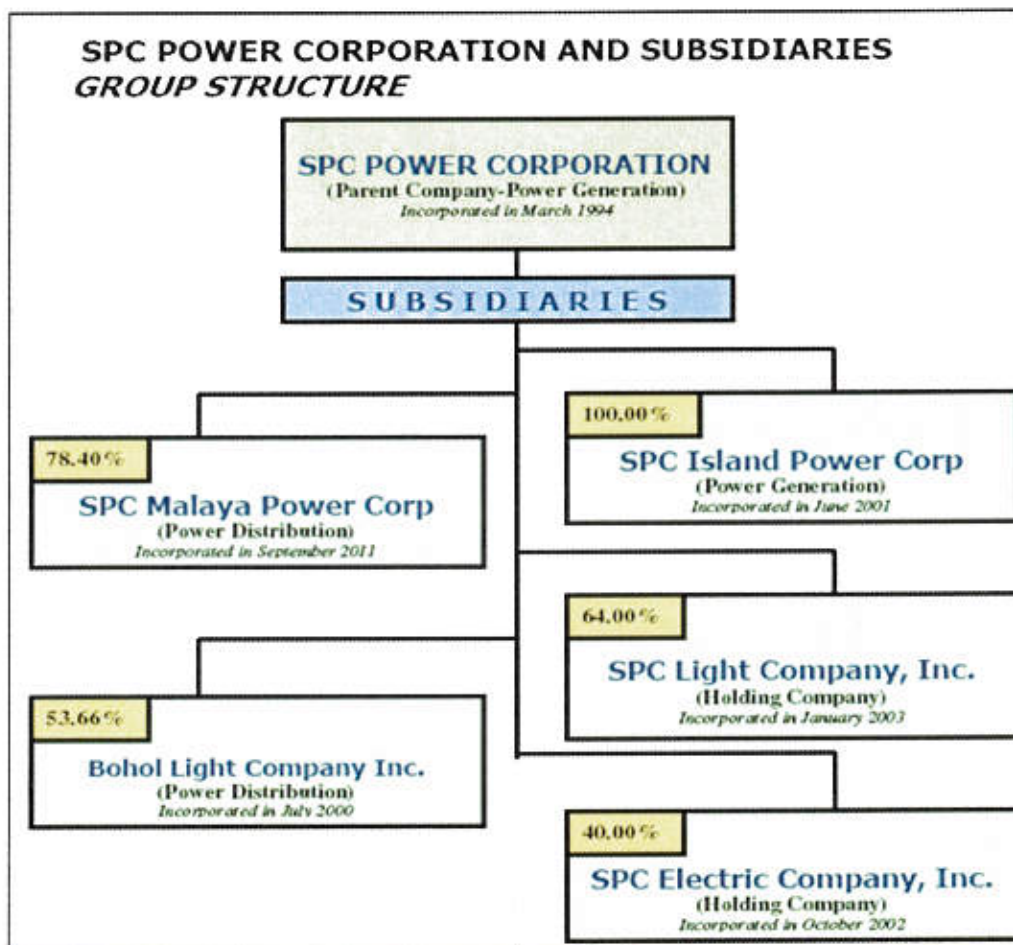 SPC POWER CORPORATION AND SUBSIDIARIES
GROUP STRUCTURE
SPC POWER CORPORATION
(Parent Company-Power Generation)
Incorporated in March 1994
SUBSIDIARIES
100.00%
SPC Island Power Corp
(Power Generation)
Incorporated in June 2001
78.40%
SPC Malaya Power Corp
(Power Distribution)
Incorporated in September 2011
64.00%
SPC Light Company, Inc.
(Holding Company)
Incorporated in January 2003
53.66%
Bohol Light Company Inc.
(Power Distribution)
Incorporated in July 2000
40.00%
SPC Electric Company, Inc.
(Holding Company)
Incorporated in October 2002